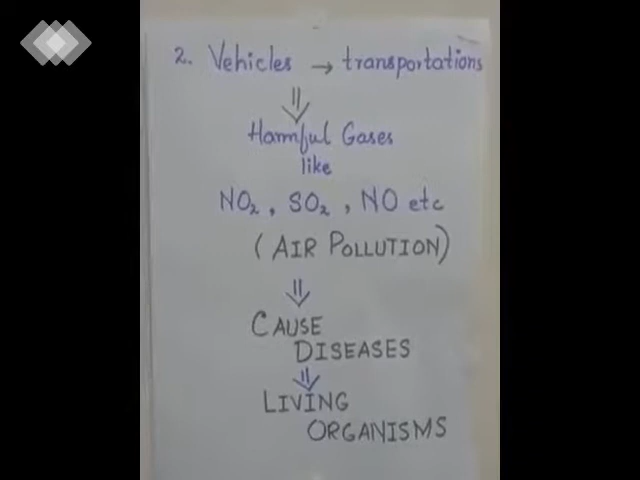 2. Vehicles → transportations
⇓
Harmful Gases
like
NO₂, SO₂, NO etc
(AIR POLLUTION)
⇓
CAUSE
DISEASES
⇓
LIVING
ORGANISMS